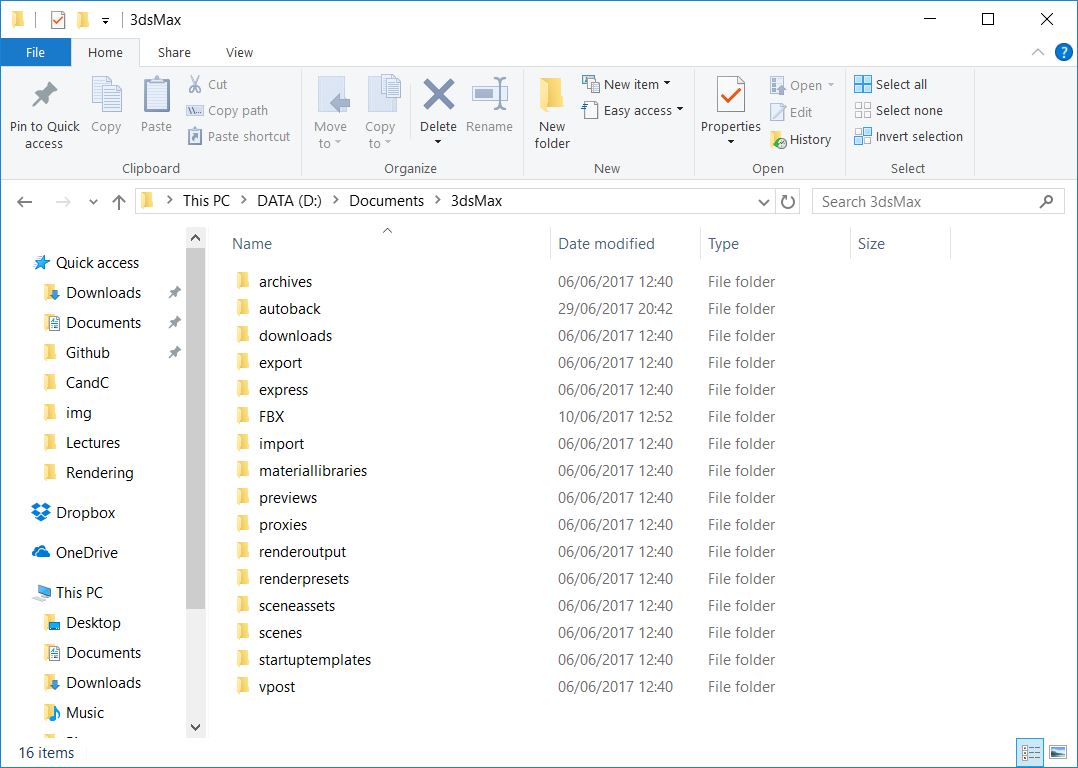 3dsMax
File Home Share View
Pin to Quick access
Copy
Paste
Cut
Copy path
Paste shortcut
Clipboard
Move to
Copy to
Delete
Rename
Organize
New folder
New item
Easy access
New
Properties
Open
Edit
History
Open
Select all
Select none
Invert selection
Select
This PC > DATA (D:) > Documents > 3dsMax
Search 3dsMax
Quick access
Downloads
Documents
Github
CandC
img
Lectures
Rendering
Dropbox
OneDrive
This PC
Desktop
Documents
Downloads
Music
Name Date modified Type Size
archives 06/06/2017 12:40 File folder
autoback 29/06/2017 20:42 File folder
downloads 06/06/2017 12:40 File folder
export 06/06/2017 12:40 File folder
express 06/06/2017 12:40 File folder
FBX 10/06/2017 12:52 File folder
import 06/06/2017 12:40 File folder
materiallibraries 06/06/2017 12:40 File folder
previews 06/06/2017 12:40 File folder
proxies 06/06/2017 12:40 File folder
renderoutput 06/06/2017 12:40 File folder
renderpresets 06/06/2017 12:40 File folder
sceneassets 06/06/2017 12:40 File folder
scenes 06/06/2017 12:40 File folder
startuptemplates 06/06/2017 12:40 File folder
vpost 06/06/2017 12:40 File folder
16 items